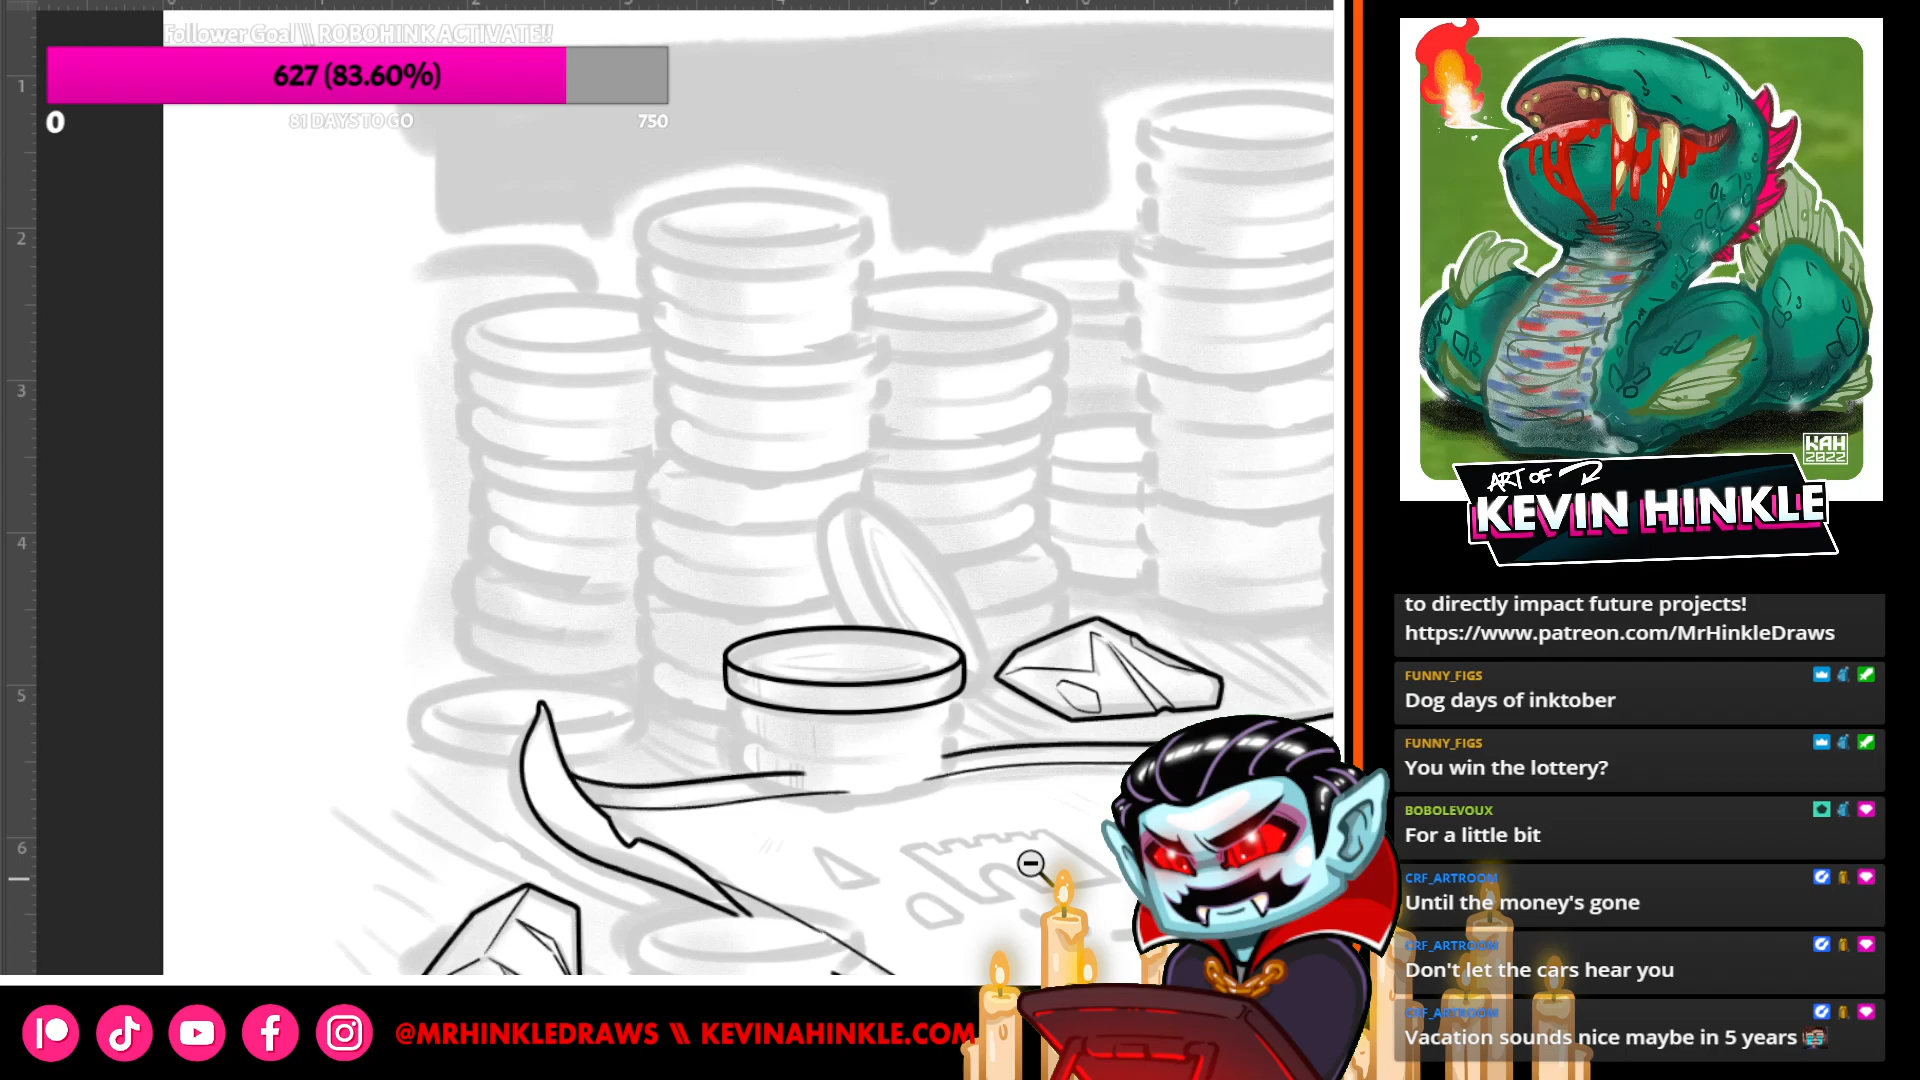 Follower Goal \\ ROBOHINK ACTIVATE!!
627 (83.60%)
0
81 DAYS TO GO
750
1
2
3
4
5
6
KAH
2022
ART OF
KEVIN HINKLE
to directly impact future projects!
https://www.patreon.com/MrHinkleDraws
FUNNY_FIGS
Dog days of inktober
FUNNY_FIGS
You win the lottery?
BOBOLEVOUX
For a little bit
CRF_ARTROOM
Until the money's gone
CRF_ARTROOM
Don't let the cars hear you
CRF_ARTROOM
Vacation sounds nice maybe in 5 years
@MRHINKLEDRAWS \\ KEVINAHINKLE.COM